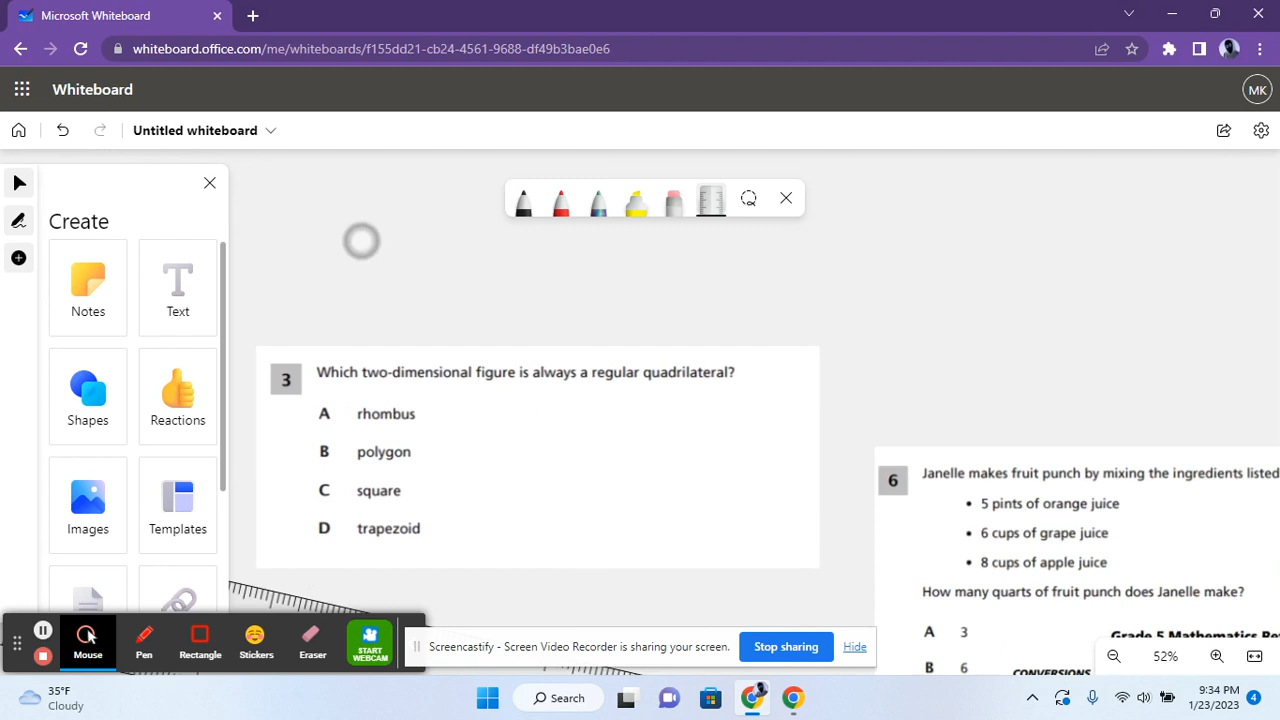 Microsoft Whiteboard
whiteboard.office.com/me/whiteboards/f155dd21-cb24-4561-9688-df49b3bae0e6
Whiteboard
MK
Untitled whiteboard
Create
Notes
Text
Shapes
Reactions
Images
Templates
3 Which two-dimensional figure is always a regular quadrilateral?
A rhombus
B polygon
C square
D trapezoid
6 Janelle makes fruit punch by mixing the ingredients listed
• 5 pints of orange juice
• 6 cups of grape juice
• 8 cups of apple juice
How many quarts of fruit punch does Janelle make?
A 3
B 6
Grade 5 Mathematics Re
CONVERSIONS
Mouse
Pen
Rectangle
Stickers
Eraser
START
WEBCAM
Screencastify - Screen Video Recorder is sharing your screen.
Stop sharing
Hide
52%
35°F
Cloudy
Search
9:34 PM
1/23/2023
4